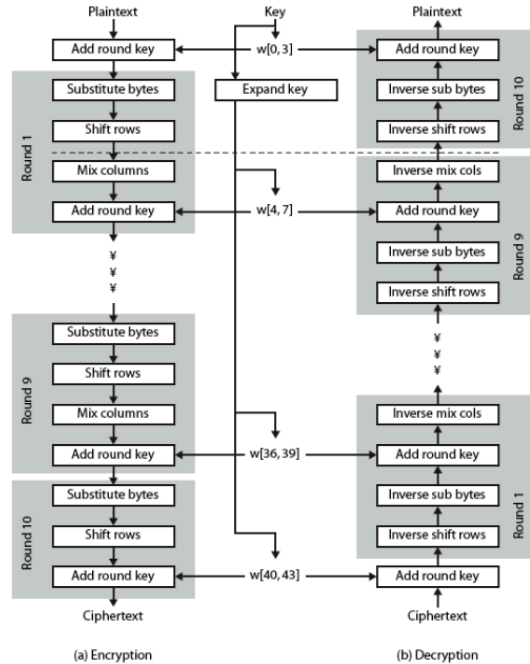 Plaintext
Add round key
Round 1
Substitute bytes
Shift rows
Mix columns
Add round key
¥
¥
¥
Round 9
Substitute bytes
Shift rows
Mix columns
Add round key
Round 10
Substitute bytes
Shift rows
Add round key
Ciphertext
(a) Encryption
Key
w[0, 3]
Expand key
w[4, 7]
w[36, 39]
w[40, 43]
Plaintext
Add round key
Inverse sub bytes
Inverse shift rows
Round 10
Inverse mix cols
Add round key
Inverse sub bytes
Inverse shift rows
Round 9
¥
¥
¥
Inverse mix cols
Add round key
Inverse sub bytes
Inverse shift rows
Round 1
Add round key
Ciphertext
(b) Decryption